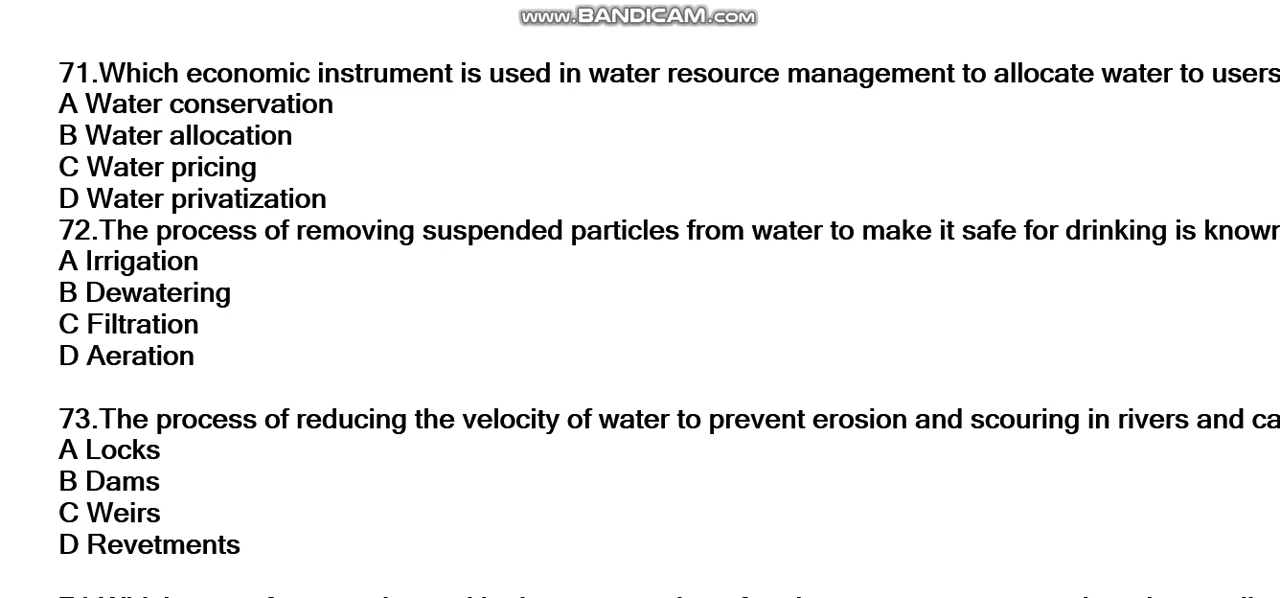 www.BANDICAM.com
71.Which economic instrument is used in water resource management to allocate water to users
A Water conservation
B Water allocation
C Water pricing
D Water privatization
72.The process of removing suspended particles from water to make it safe for drinking is
A Irrigation
B Dewatering
C Filtration
D Aeration
73.The process of reducing the velocity of water to prevent erosion and scouring in rivers and
A Locks
B Dams
C Weirs
D Revetments